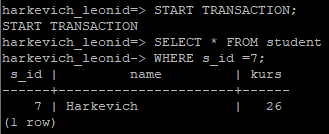 harkevich_leonid=> START TRANSACTION;
START TRANSACTION
harkevich_leonid=> SELECT * FROM student
harkevich_leonid-> WHERE s_id =7;
 s_id |         name         | kurs
------+----------------------+------
    7 | Harkevich            |   26
(1 row)